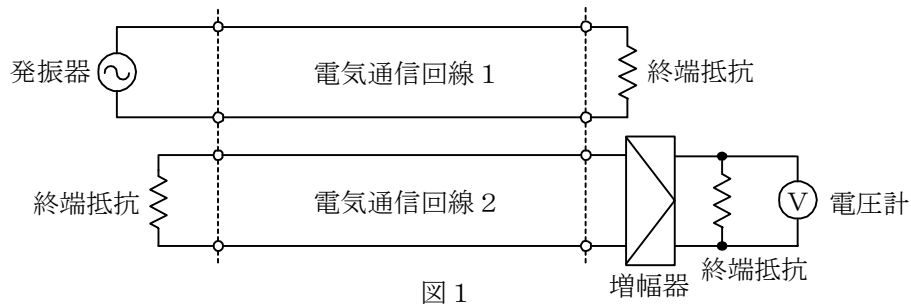 発振器
電気通信回線1
終端抵抗
終端抵抗
電気通信回線2
V
電圧計
終端抵抗
増幅器
図1